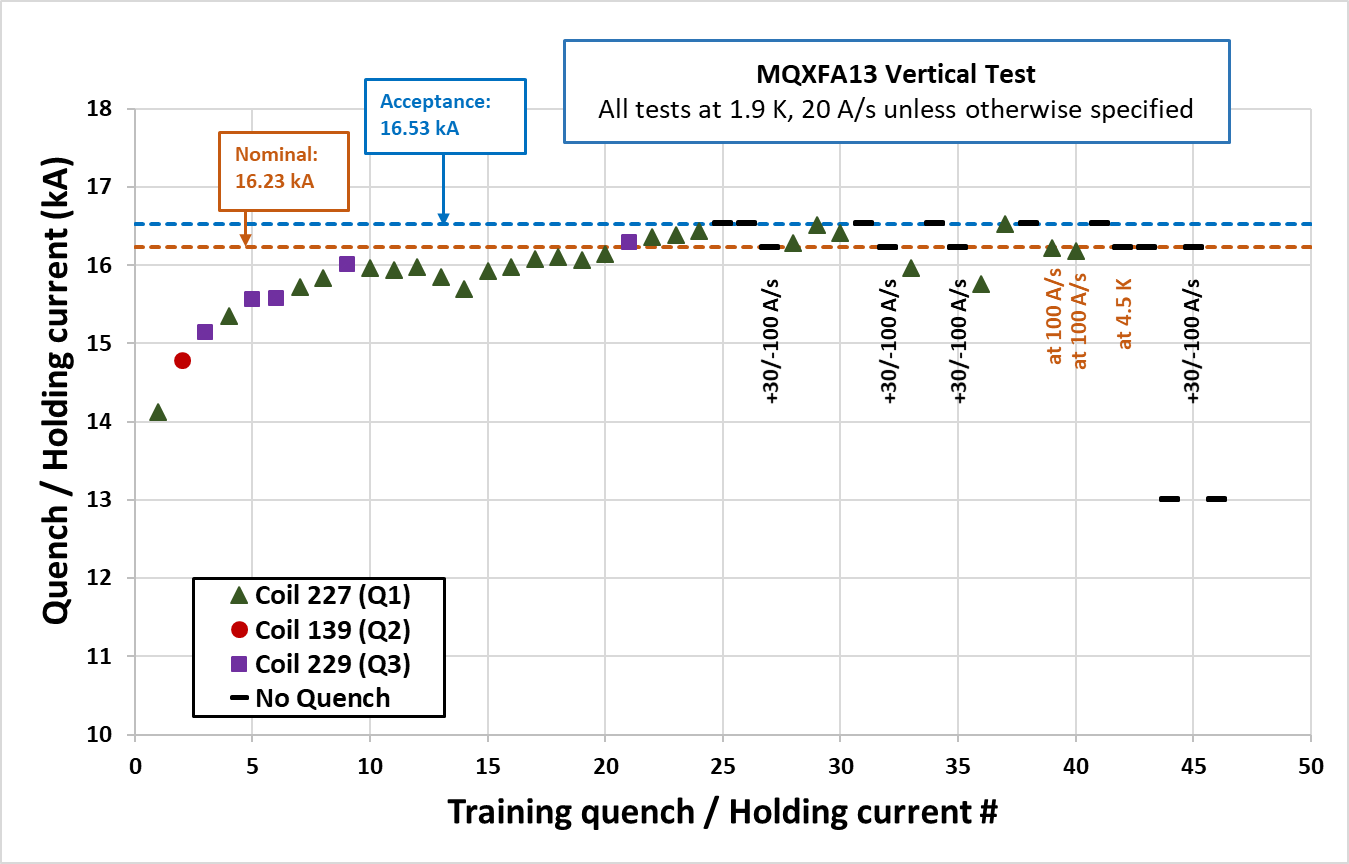 MQXFA13 Vertical Test
All tests at 1.9 K, 20 A/s unless otherwise specified
Acceptance:
16.53 kA
Nominal:
16.23 kA
Quench / Holding current (kA)
18
17
16
15
14
13
12
11
10
+30/-100 A/s
+30/-100 A/s
+30/-100 A/s
at 100 A/s
at 100 A/s
at 4.5 K
+30/-100 A/s
Coil 227 (Q1)
Coil 139 (Q2)
Coil 229 (Q3)
No Quench
0 5 10 15 20 25 30 35 40 45 50
Training quench / Holding current #